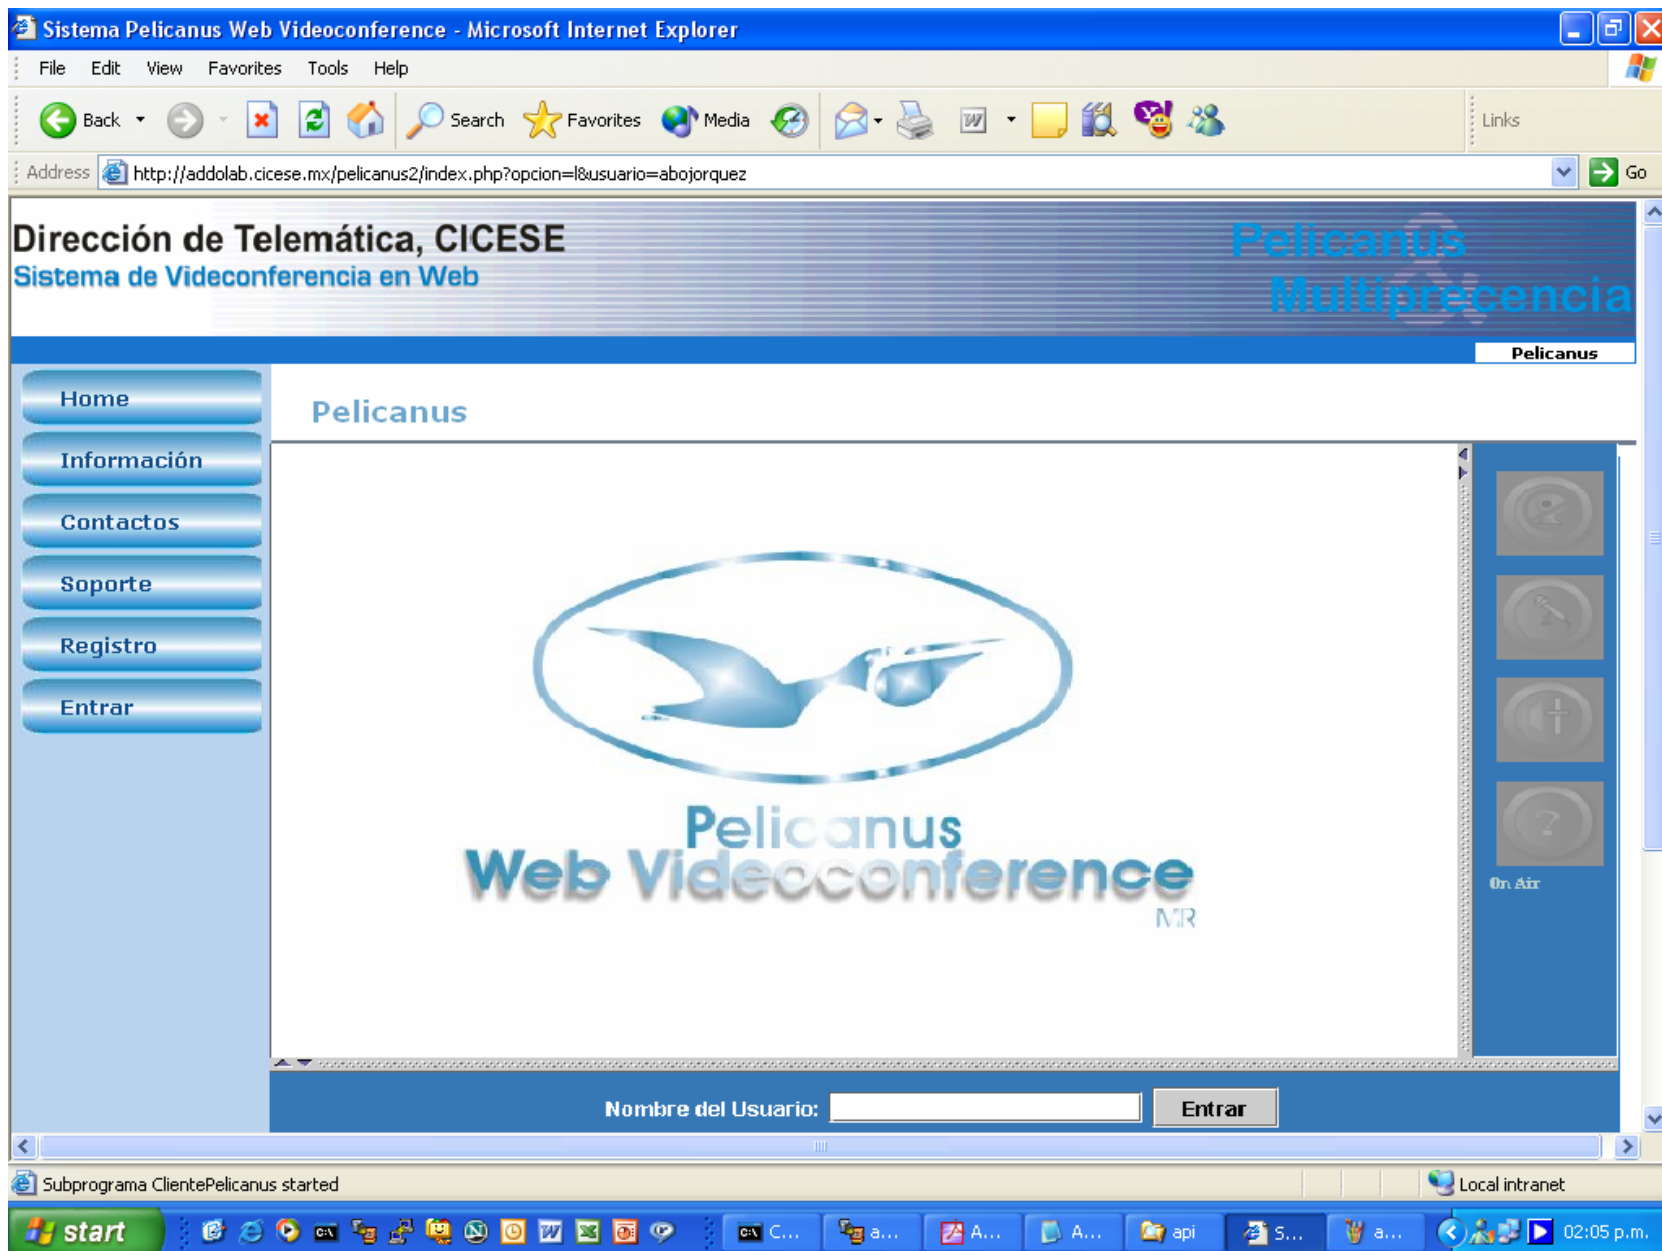 Sistema Pelicanus Web Videoconference - Microsoft Internet Explorer
File Edit View Favorites Tools Help
Back Search Favorites Media Links
Address http://addolab.cicese.mx/pelicanus2/index.php?opcion=l&usuario=abojorquez Go
Dirección de Telemática, CICESE
Sistema de Videconferencia en Web
Pelicanus
&
Multiprecencia
Pelicanus
Home
Pelicanus
Información
Contactos
Soporte
Registro
Entrar
Pelicanus
Web Videoconference
MR
?
On Air
Nombre del Usuario: Entrar
Subprograma ClientePelicanus started Local intranet
start C... a... A... A... api S... a... 02:05 p.m.